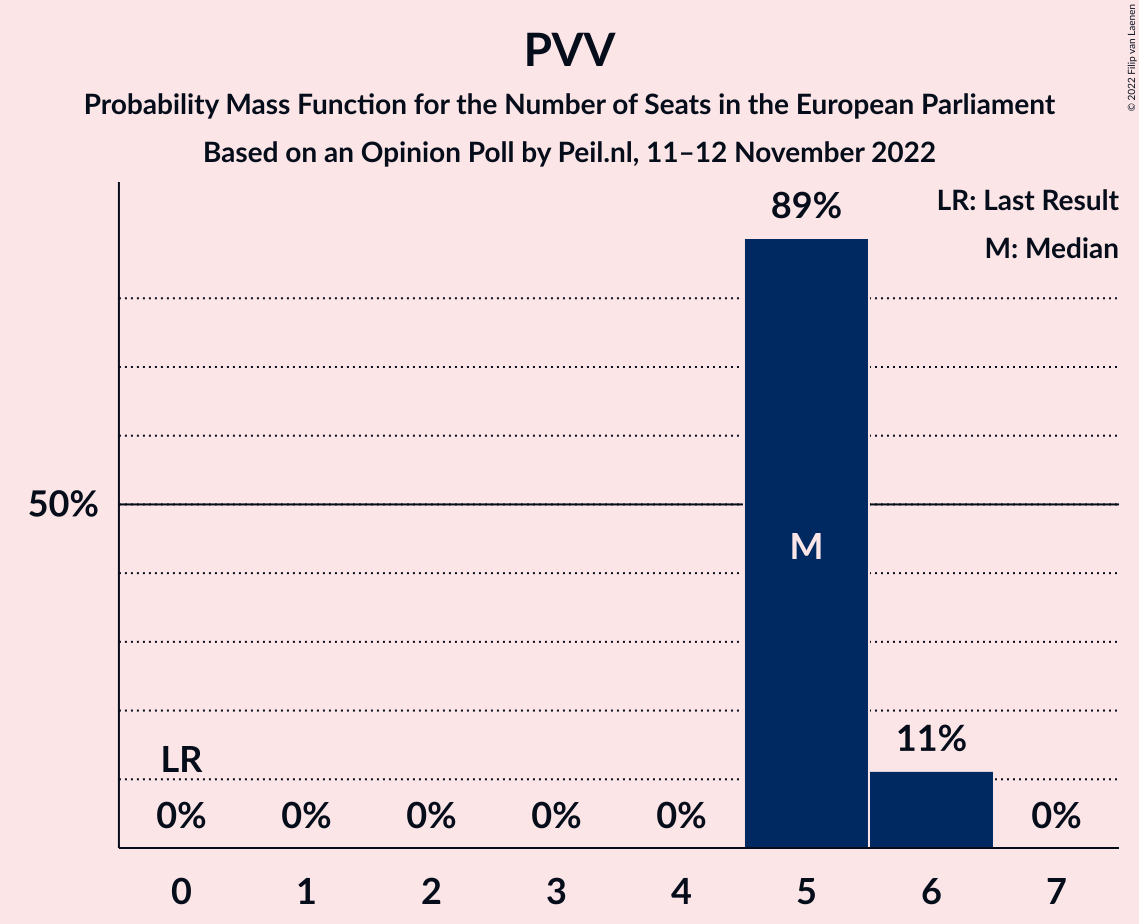 PVV
Probability Mass Function for the Number of Seats in the European Parliament
Based on an Opinion Poll by Peil.nl, 11–12 November 2022
© 2022 Filip van Laenen
LR: Last Result
M: Median
89%
50%
M
11%
LR
0% 0% 0% 0% 0% 0%
0 1 2 3 4 5 6 7